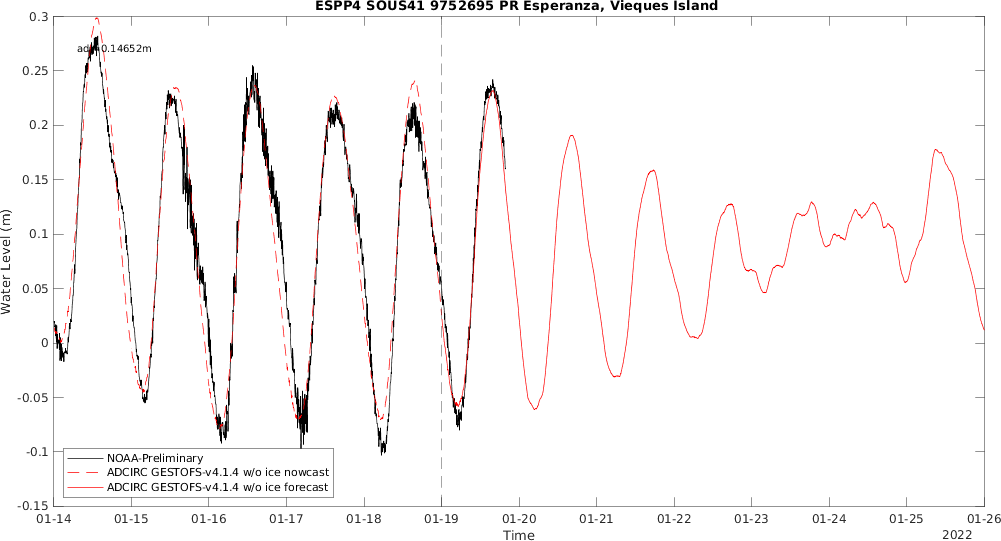 ESPP4 SOUS41 9752695 PR Esperanza, Vieques Island
0.3
0.25
0.2
0.15
0.1
0.05
0
-0.05
-0.1
-0.15
Water Level (m)
0.14652m
NOAA-Preliminary
ADCIRC GESTOFS-v4.1.4 w/o ice nowcast
ADCIRC GESTOFS-v4.1.4 w/o ice forecast
01-14 01-15 01-16 01-17 01-18 01-19 01-20 01-21 01-22 01-23 01-24 01-25 01-26
Time
2022